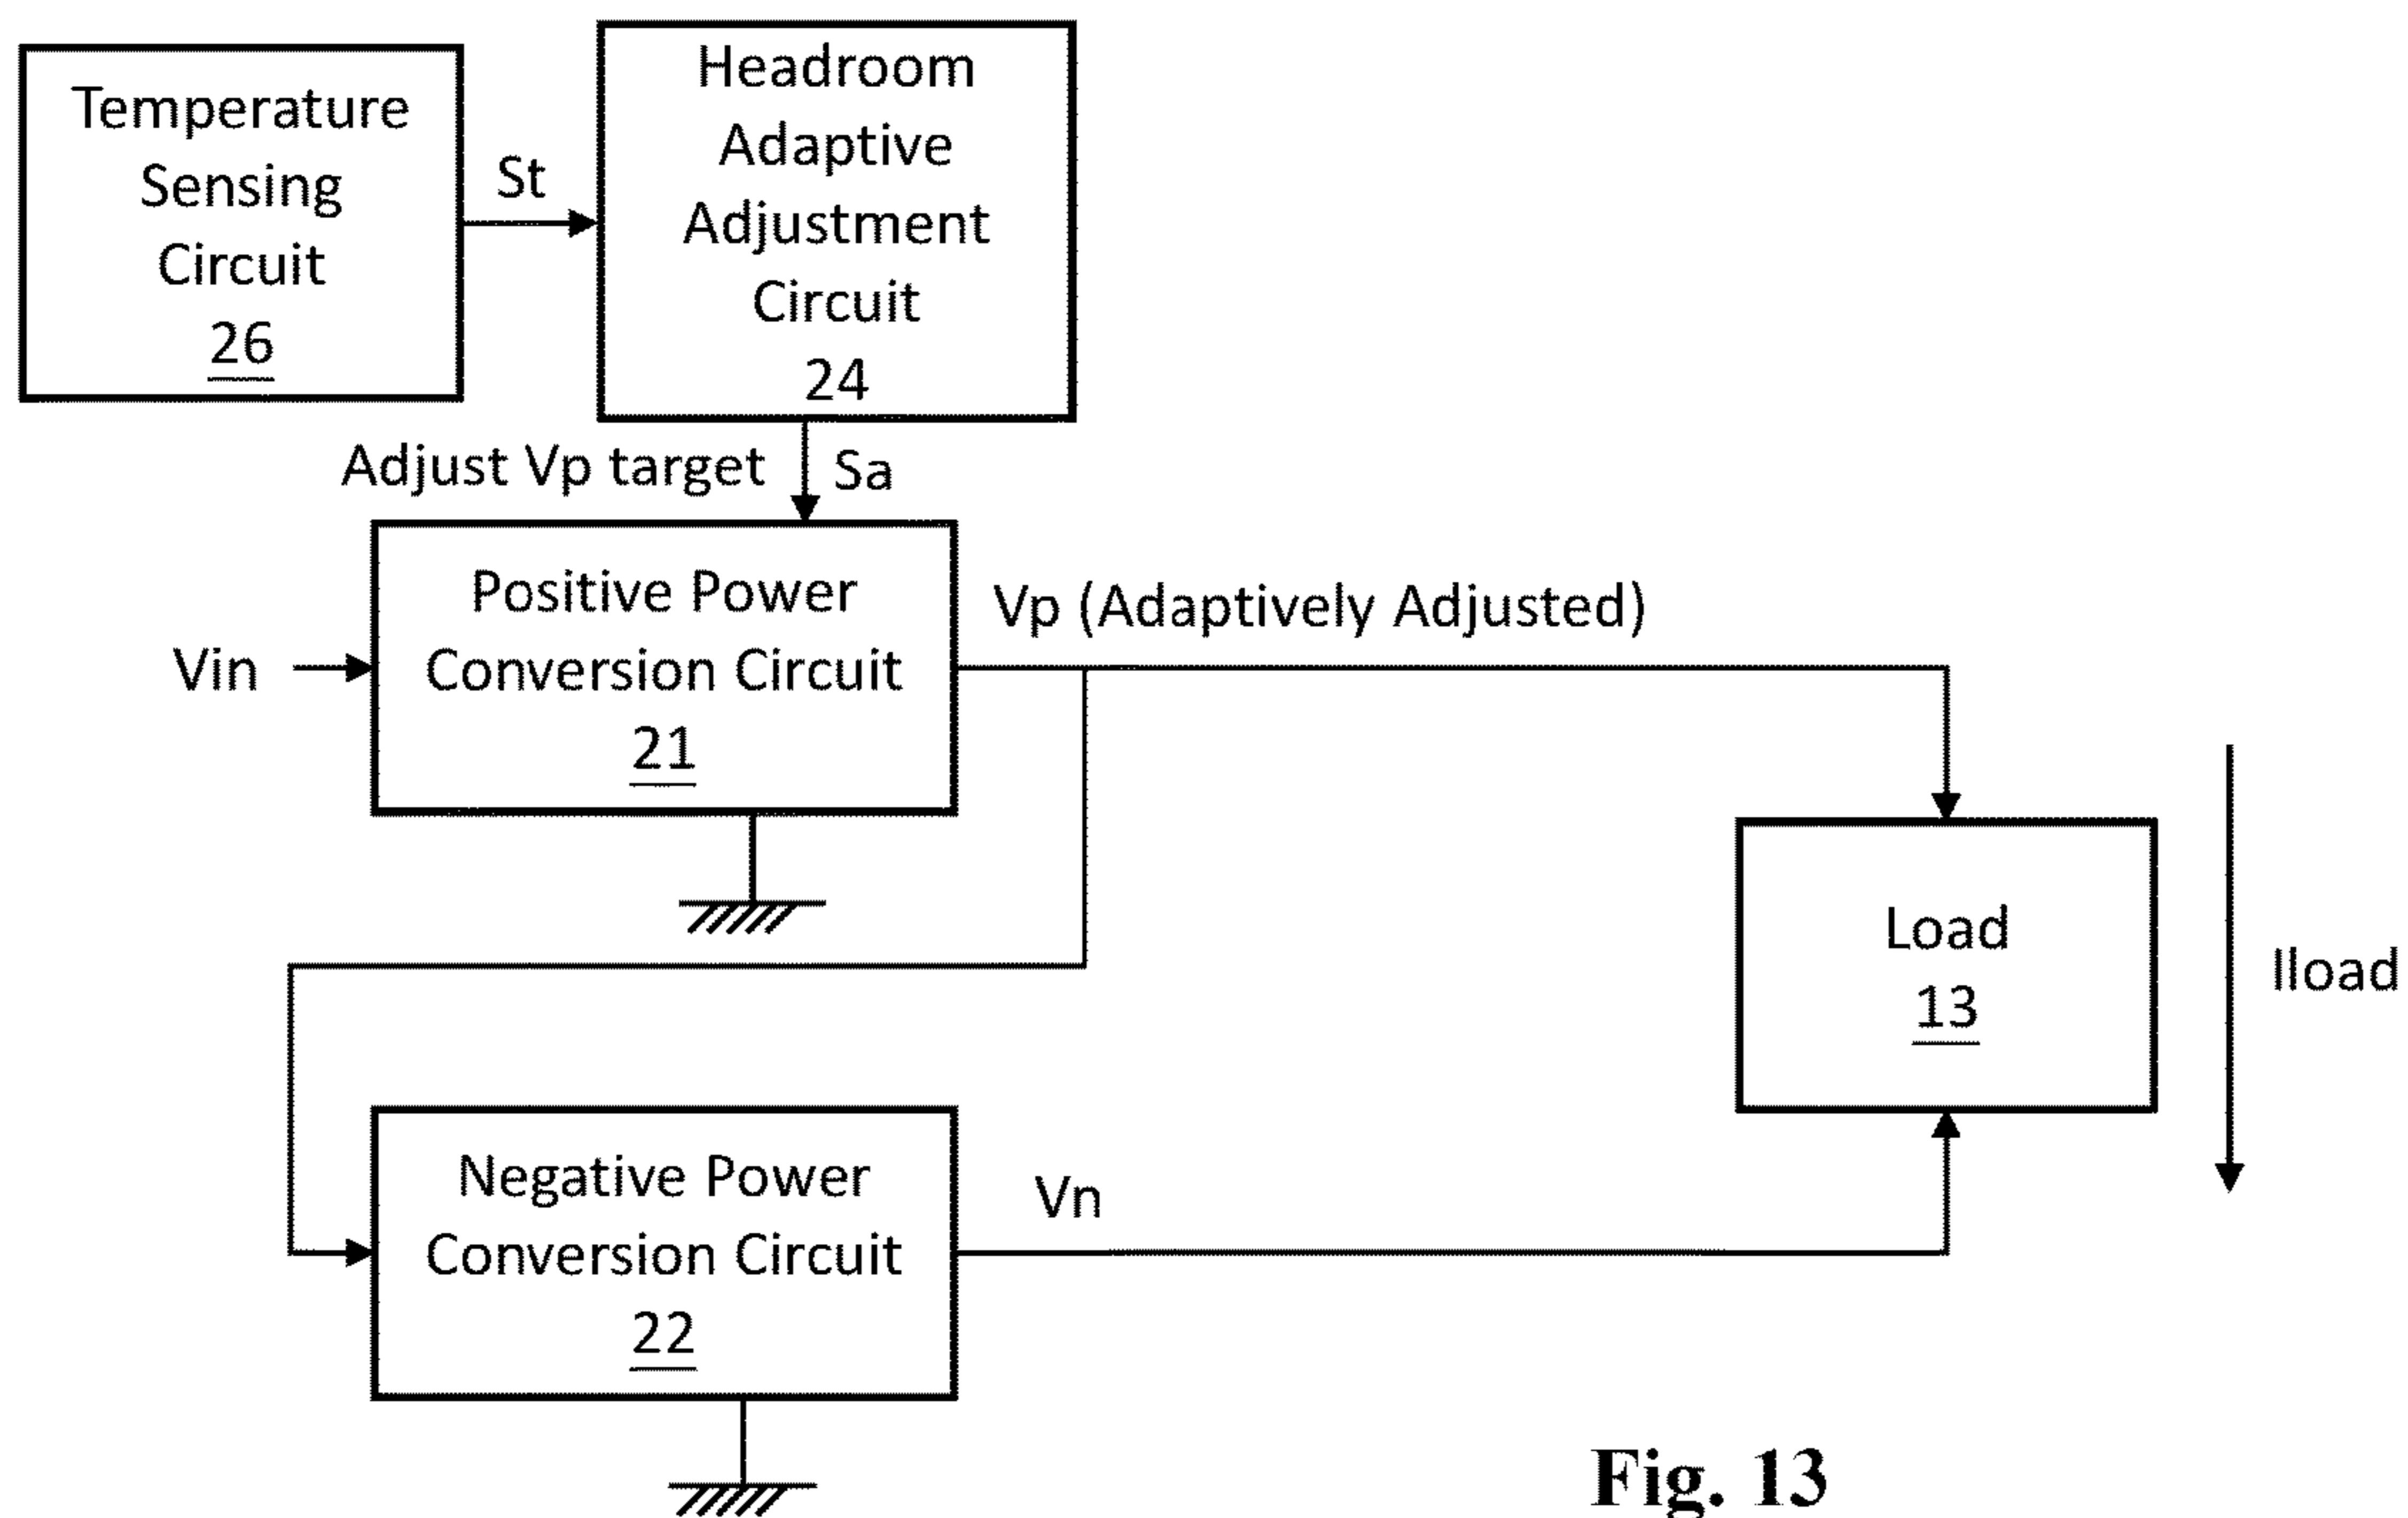 Temperature
Sensing
Circuit
26
St
Headroom
Adaptive
Adjustment
Circuit
24
Adjust Vp target
Sa
Vin
Positive Power
Conversion Circuit
21
Vp (Adaptively Adjusted)
Load
13
Iload
Negative Power
Conversion Circuit
22
Vn
Fig. 13